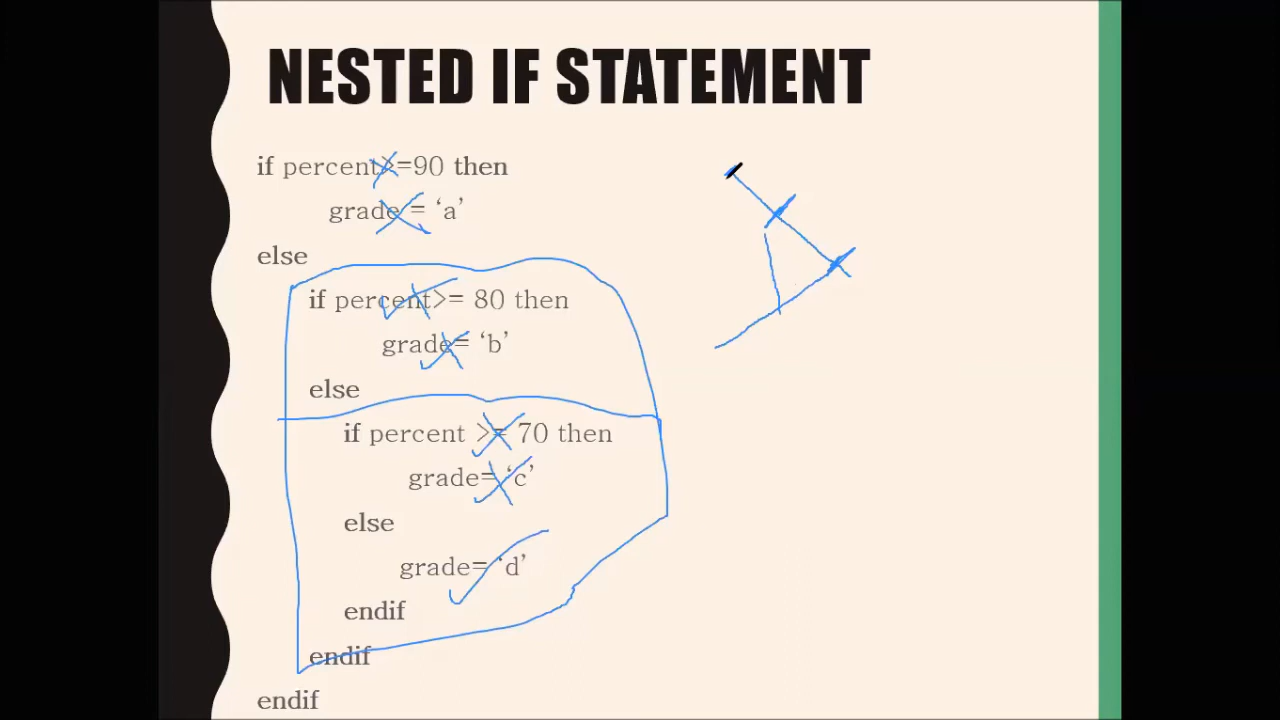 NESTED IF STATEMENT
if percent>=90 then
grade = ‘a’
else
if percent>= 80 then
grade= ‘b’
else
if percent >= 70 then
grade= ‘c’
else
grade= ‘d’
endif
endif
endif